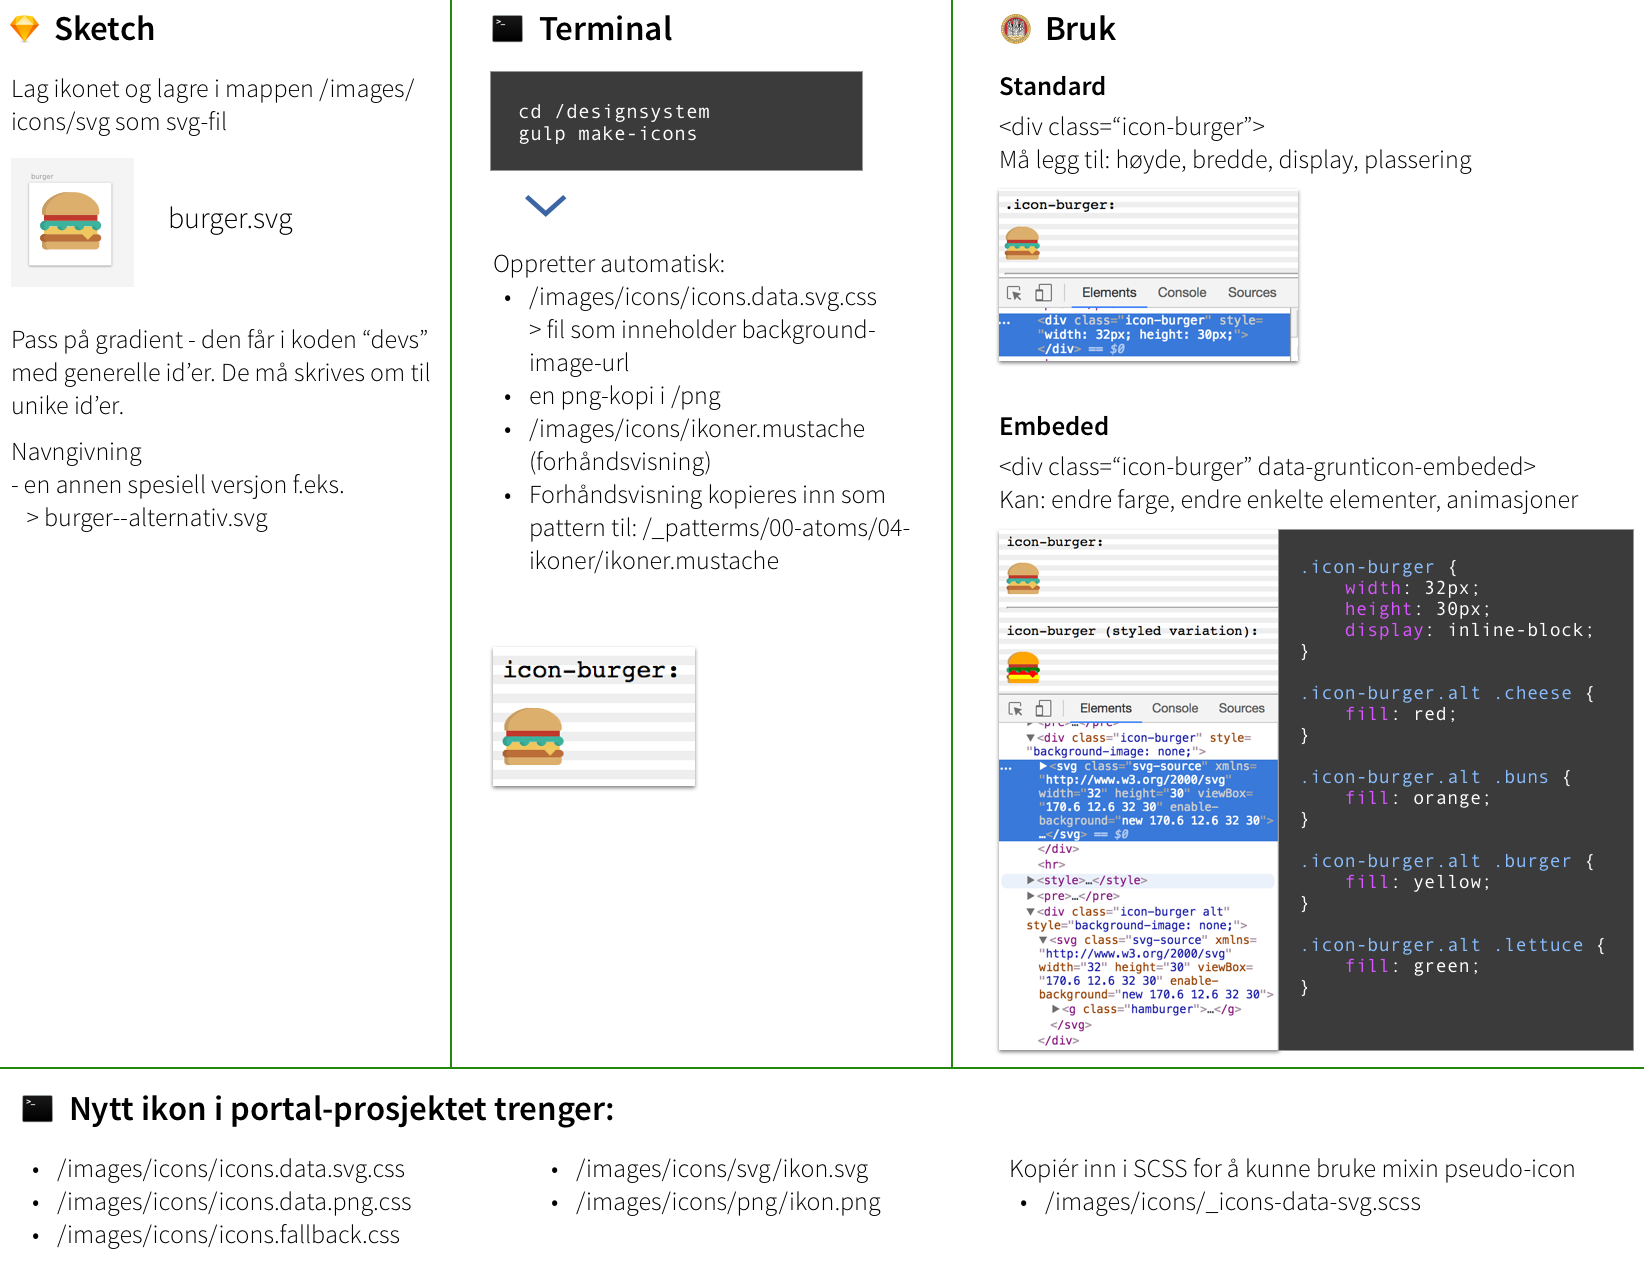 Sketch
Lag ikonet og lagre i mappen /images/
icons/svg som svg-fil
burger
burger.svg
Pass på gradient - den får i koden “devs”
med generelle id’er. De må skrives om til
unike id’er.
Navngivning
- en annen spesiell versjon f.eks.
> burger--alternativ.svg
Terminal
cd /designsystem
gulp make-icons
Oppretter automatisk:
• /images/icons/icons.data.svg.css
> fil som inneholder background-
image-url
• en png-kopi i /png
• /images/icons/ikoner.mustache
(forhåndsvisning)
• Forhåndsvisning kopieres inn som
pattern til: /_patterms/00-atoms/04-
ikoner/ikoner.mustache
icon-burger:
Bruk
Standard
<div class=“icon-burger”>
Må legg til: høyde, bredde, display, plassering
.icon-burger:
Elements Console Sources
… <div class="icon-burger" style=
"width: 32px; height: 30px;">
</div> == $0
Embeded
<div class=“icon-burger” data-grunticon-embeded>
Kan: endre farge, endre enkelte elementer, animasjoner
icon-burger:
icon-burger (styled variation):
Elements Console Sources
▶<pre>…</pre>
▼<div class="icon-burger" style=
"background-image: none;">
… ▶<svg class="svg-source" xmlns=
"http://www.w3.org/2000/svg"
width="32" height="30" viewBox=
"170.6 12.6 32 30" enable-
background="new 170.6 12.6 32 30">
…</svg> == $0
</div>
<hr>
▶<style>…</style>
▶<pre>…</pre>
▼<div class="icon-burger alt"
style="background-image: none;">
▼<svg class="svg-source" xmlns=
"http://www.w3.org/2000/svg"
width="32" height="30" viewBox=
"170.6 12.6 32 30" enable-
background="new 170.6 12.6 32 30">
▶<g class="hamburger">…</g>
</svg>
</div>
.icon-burger {
width: 32px;
height: 30px;
display: inline-block;
}
.icon-burger.alt .cheese {
fill: red;
}
.icon-burger.alt .buns {
fill: orange;
}
.icon-burger.alt .burger {
fill: yellow;
}
.icon-burger.alt .lettuce {
fill: green;
}
Nytt ikon i portal-prosjektet trenger:
• /images/icons/icons.data.svg.css
• /images/icons/icons.data.png.css
• /images/icons/icons.fallback.css
• /images/icons/svg/ikon.svg
• /images/icons/png/ikon.png
Kopiér inn i SCSS for å kunne bruke mixin pseudo-icon
• /images/icons/_icons-data-svg.scss